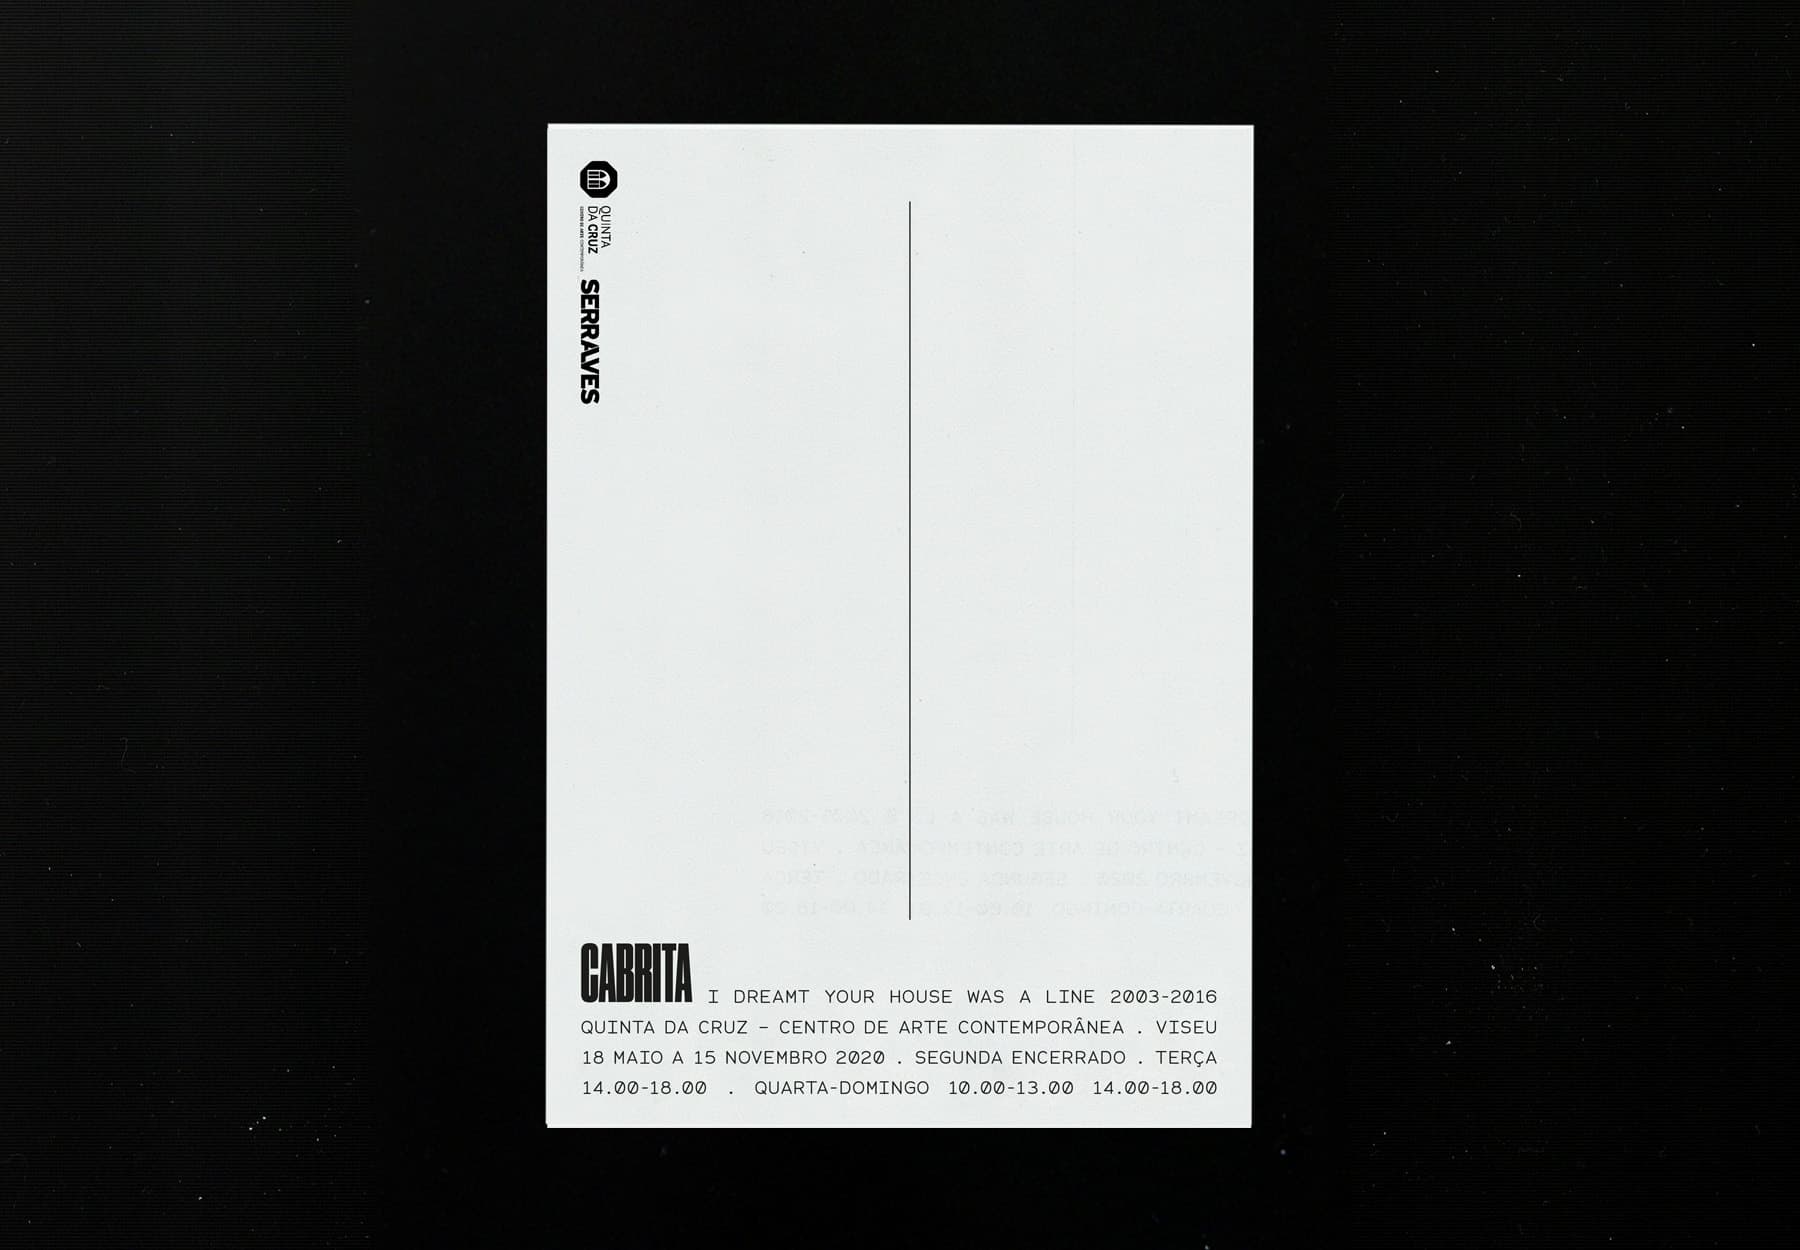 QUINTA
DA CRUZ
CENTRO DE ARTE CONTEMPORÂNEA
SERRALVES
CABRITA I DREAMT YOUR HOUSE WAS A LINE 2003-2016
QUINTA DA CRUZ – CENTRO DE ARTE CONTEMPORÂNEA . VISEU
18 MAIO A 15 NOVEMBRO 2020 . SEGUNDA ENCERRADO . TERÇA
14.00-18.00 . QUARTA-DOMINGO 10.00-13.00 14.00-18.00